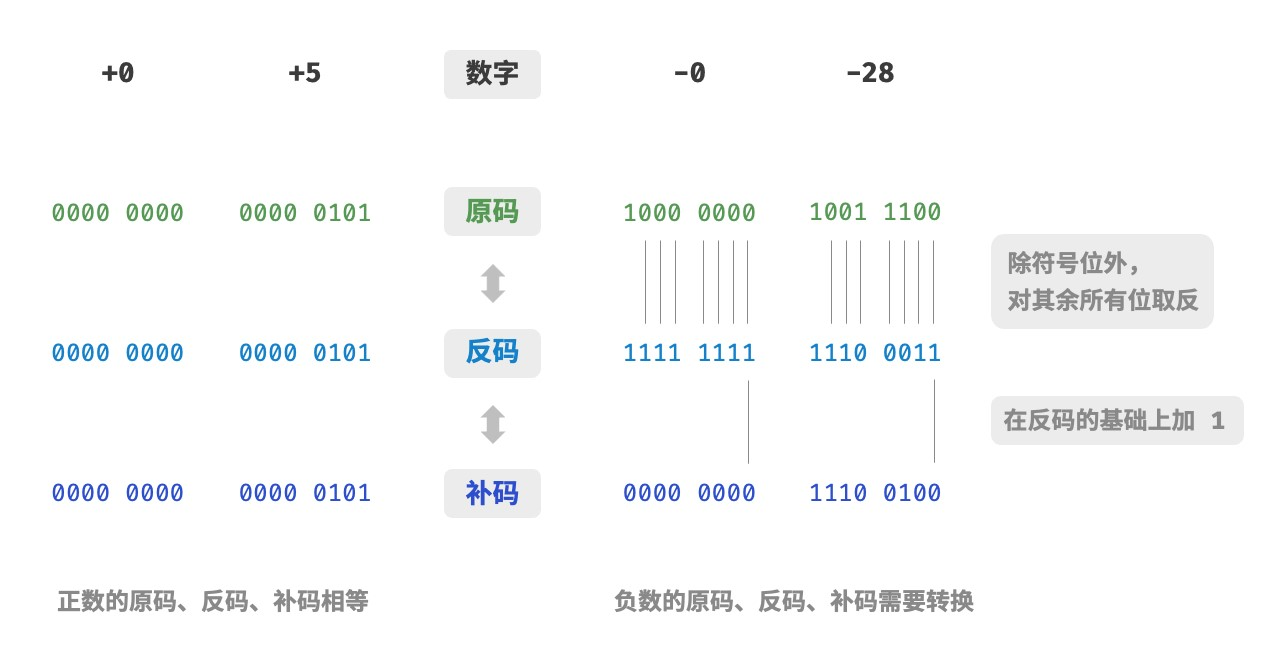 +0 +5 数字 -0 -28
0000 0000 0000 0101 原码 1000 0000 1001 1100
除符号位外，
对其余所有位取反
0000 0000 0000 0101 反码 1111 1111 1110 0011
在反码的基础上加 1
0000 0000 0000 0101 补码 0000 0000 1110 0100
正数的原码、反码、补码相等 负数的原码、反码、补码需要转换